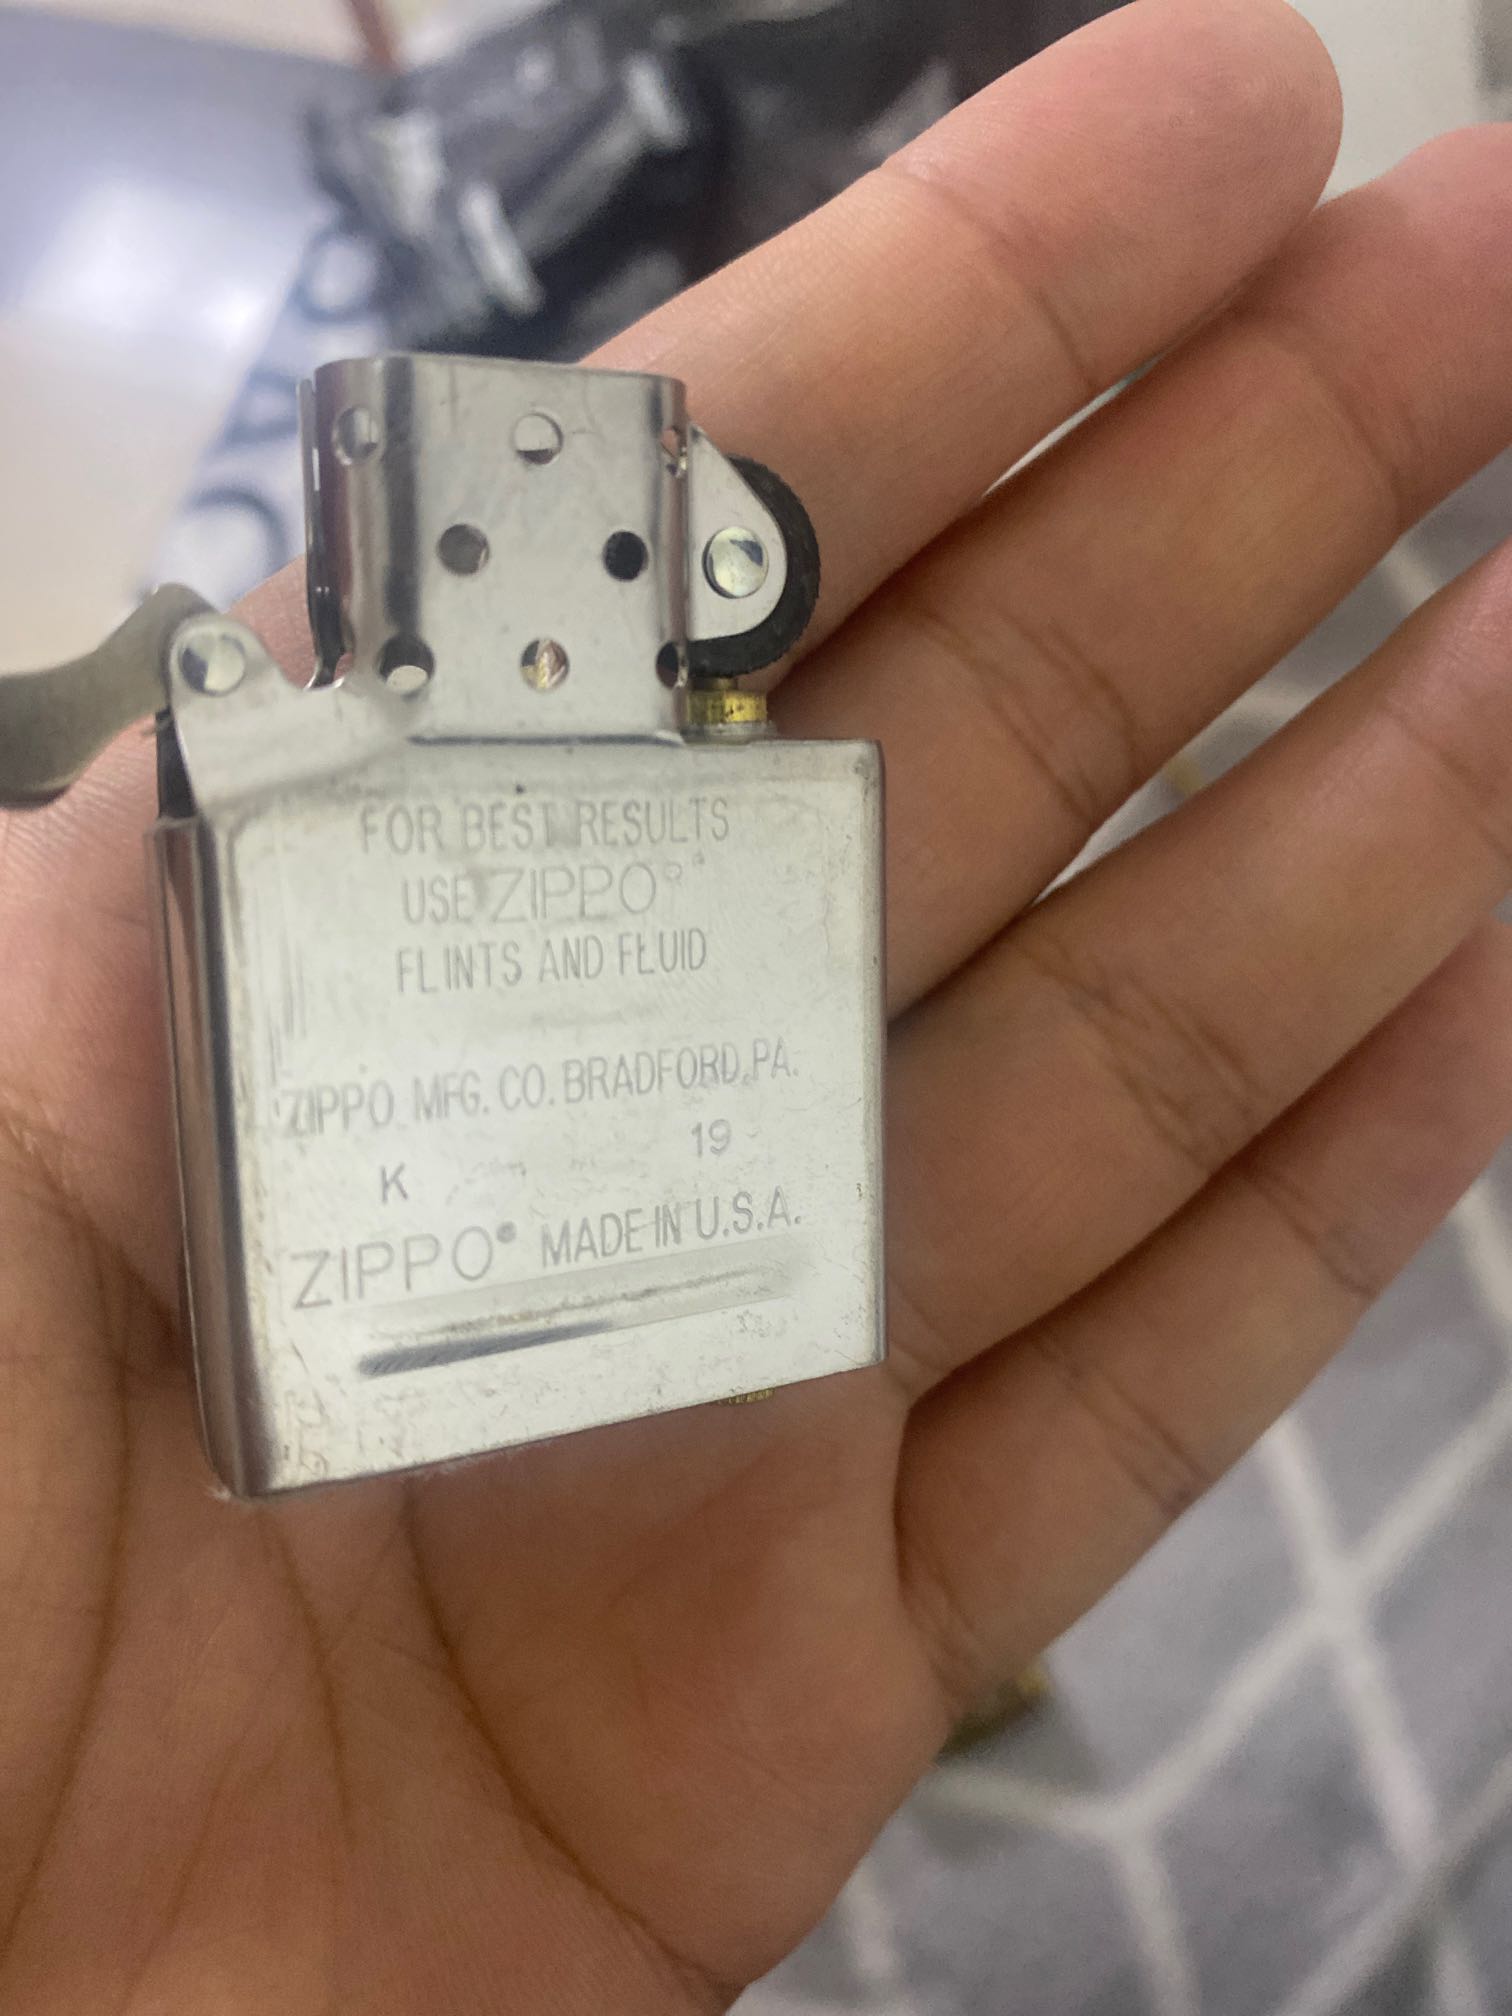 FOR BEST RESULTS
USE ZIPPO®
FLINTS AND FLUID
ZIPPO MFG. CO. BRADFORD, PA.
K 19
ZIPPO® MADE IN U.S.A.